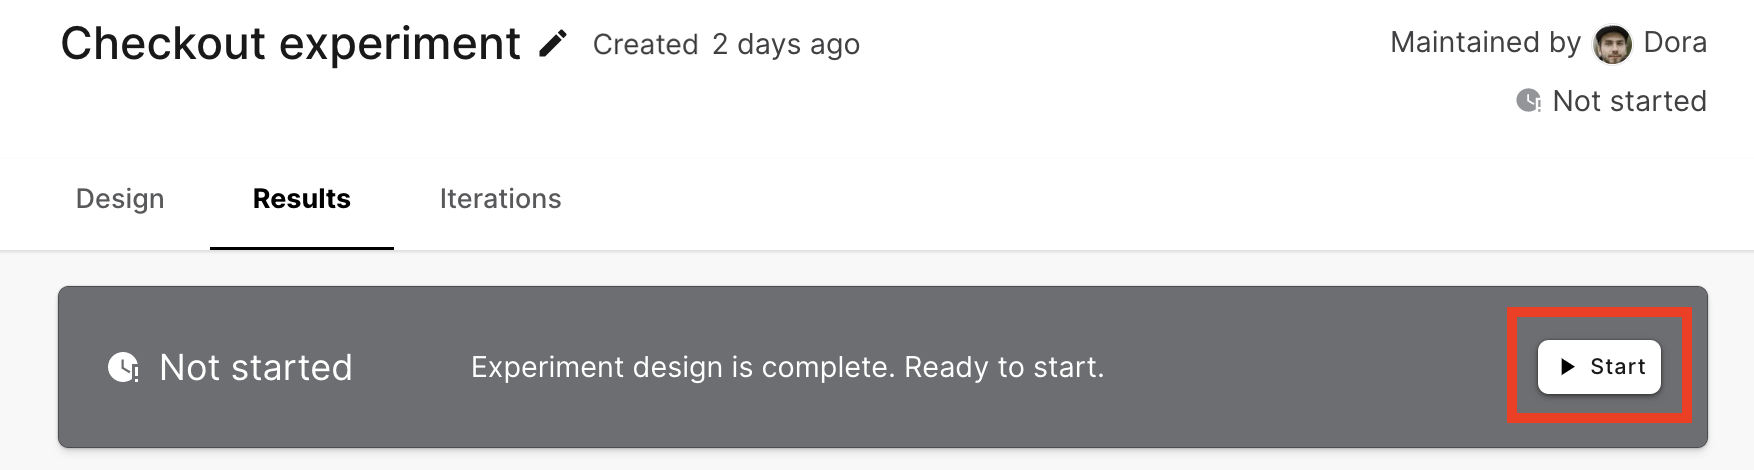 Checkout experiment Created 2 days ago
Maintained by Dora
Not started
Design Results Iterations
Not started Experiment design is complete. Ready to start. Start